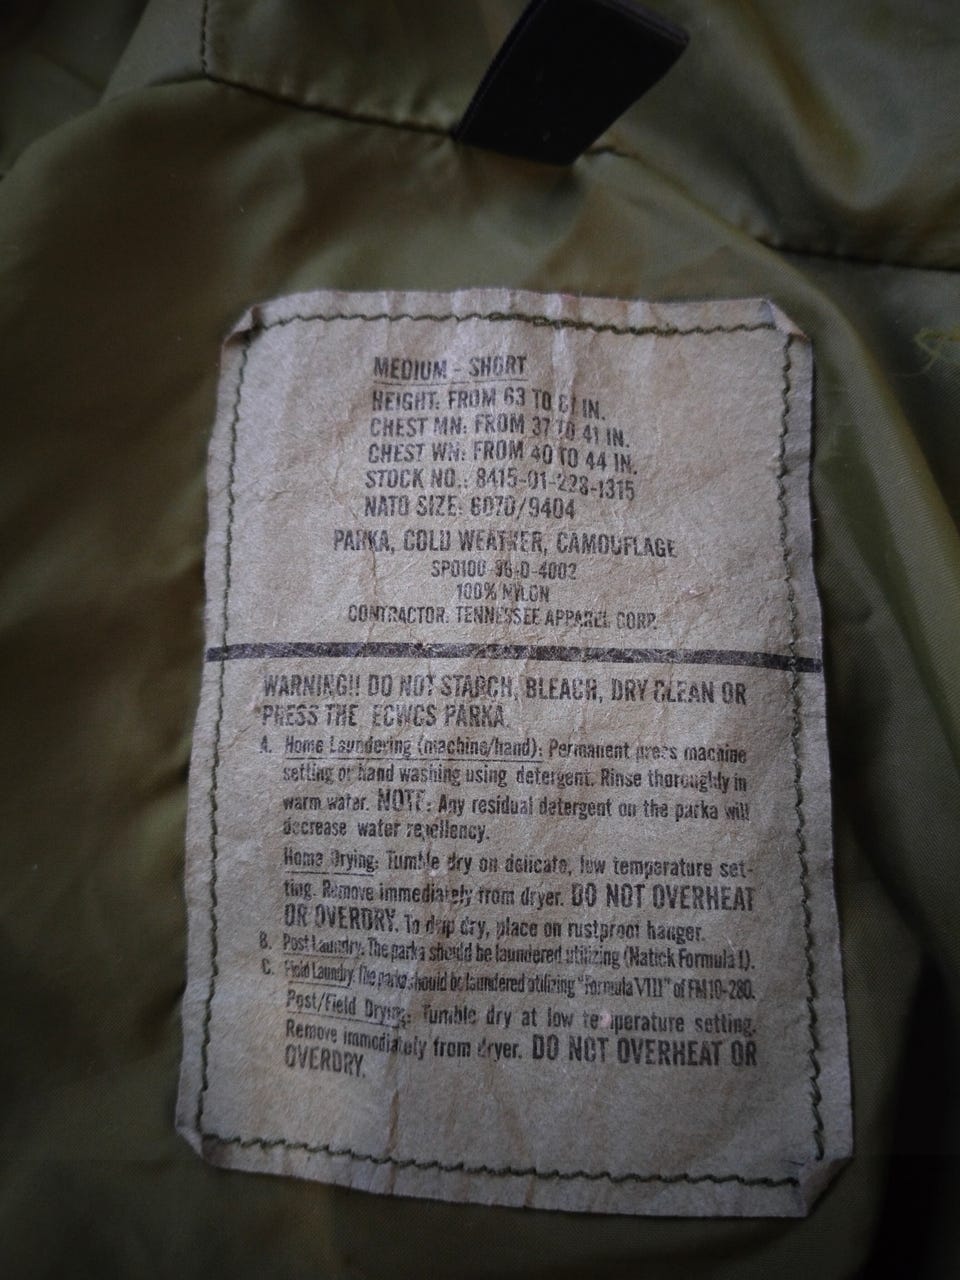 MEDIUM - SHORT
HEIGHT: FROM 63 TO 67 IN.
CHEST MN: FROM 37 TO 41 IN.
CHEST WN: FROM 40 TO 44 IN.
STOCK NO.: 8415-01-228-1315
NATO SIZE: 6070/9404
PARKA, COLD WEATHER, CAMOUFLAGE
SPO100-96-D-4002
100% NYLON
CONTRACTOR: TENNESSEE APPAREL CORP.
WARNING!! DO NOT STARCH, BLEACH, DRY CLEAN OR
PRESS THE ECWCS PARKA.
A. Home Laundering (machine/hand): Permanent press machine
setting or hand washing using detergent. Rinse thoroughly in
warm water. NOTE: Any residual detergent on the parka will
decrease water repellency.
Home Drying: Tumble dry on delicate, low temperature set-
ting. Remove immediately from dryer. DO NOT OVERHEAT
OR OVERDRY. To drip dry, place on rustproof hanger.
B. Post Laundry: The parka should be laundered utilizing (Natick Formula I).
C. Field Laundry: The parka should be laundered utilizing "Formula VIII" of FM 10-280.
Post/Field Drying: Tumble dry at low temperature setting.
Remove immediately from dryer. DO NOT OVERHEAT OR
OVERDRY.